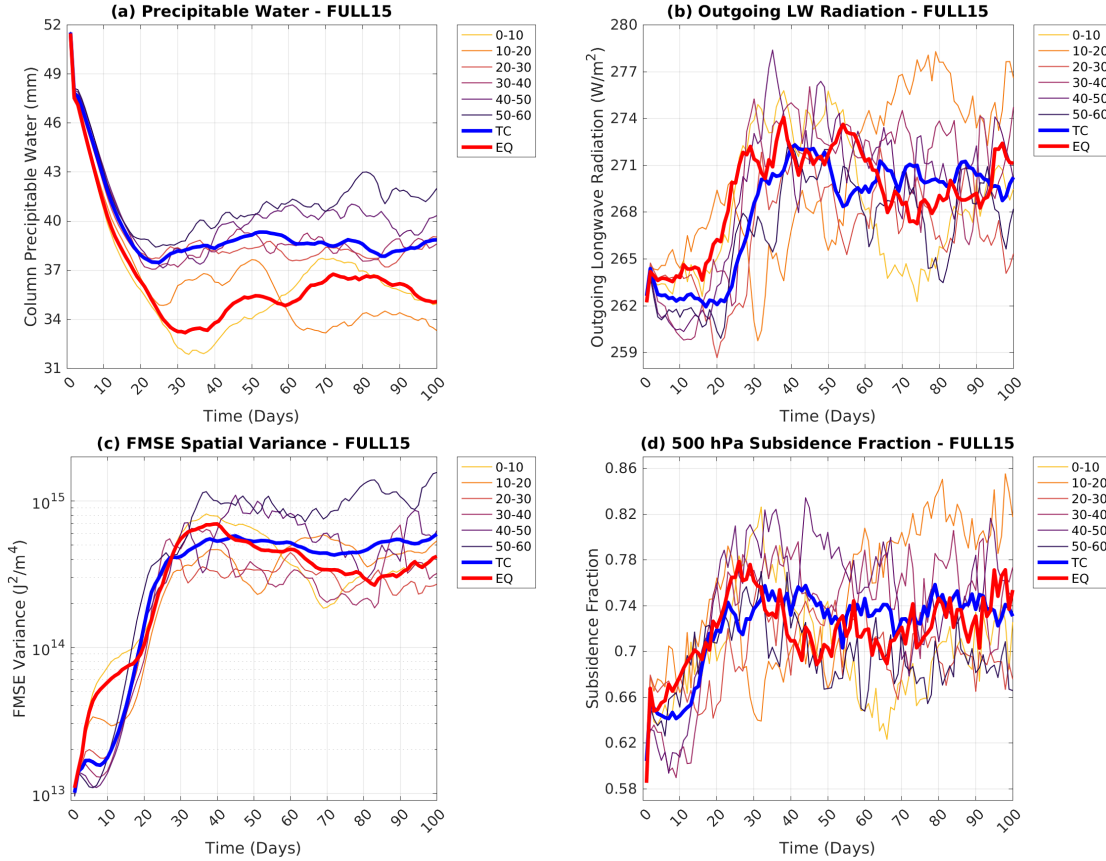 (a) Precipitable Water - FULL15
Column Precipitable Water (mm)
52
49
46
43
40
37
34
31
0 10 20 30 40 50 60 70 80 90 100
Time (Days)
0-10
10-20
20-30
30-40
40-50
50-60
TC
EQ
(b) Outgoing LW Radiation - FULL15
Outgoing Longwave Radiation (W/m²)
280
277
274
271
268
265
262
259
0 10 20 30 40 50 60 70 80 90 100
Time (Days)
0-10
10-20
20-30
30-40
40-50
50-60
TC
EQ
(c) FMSE Spatial Variance - FULL15
FMSE Variance (J²/m⁴)
10¹⁵
10¹⁴
10¹³
0 10 20 30 40 50 60 70 80 90 100
Time (Days)
0-10
10-20
20-30
30-40
40-50
50-60
TC
EQ
(d) 500 hPa Subsidence Fraction - FULL15
Subsidence Fraction
0.86
0.82
0.78
0.74
0.7
0.66
0.62
0.58
0 10 20 30 40 50 60 70 80 90 100
Time (Days)
0-10
10-20
20-30
30-40
40-50
50-60
TC
EQ